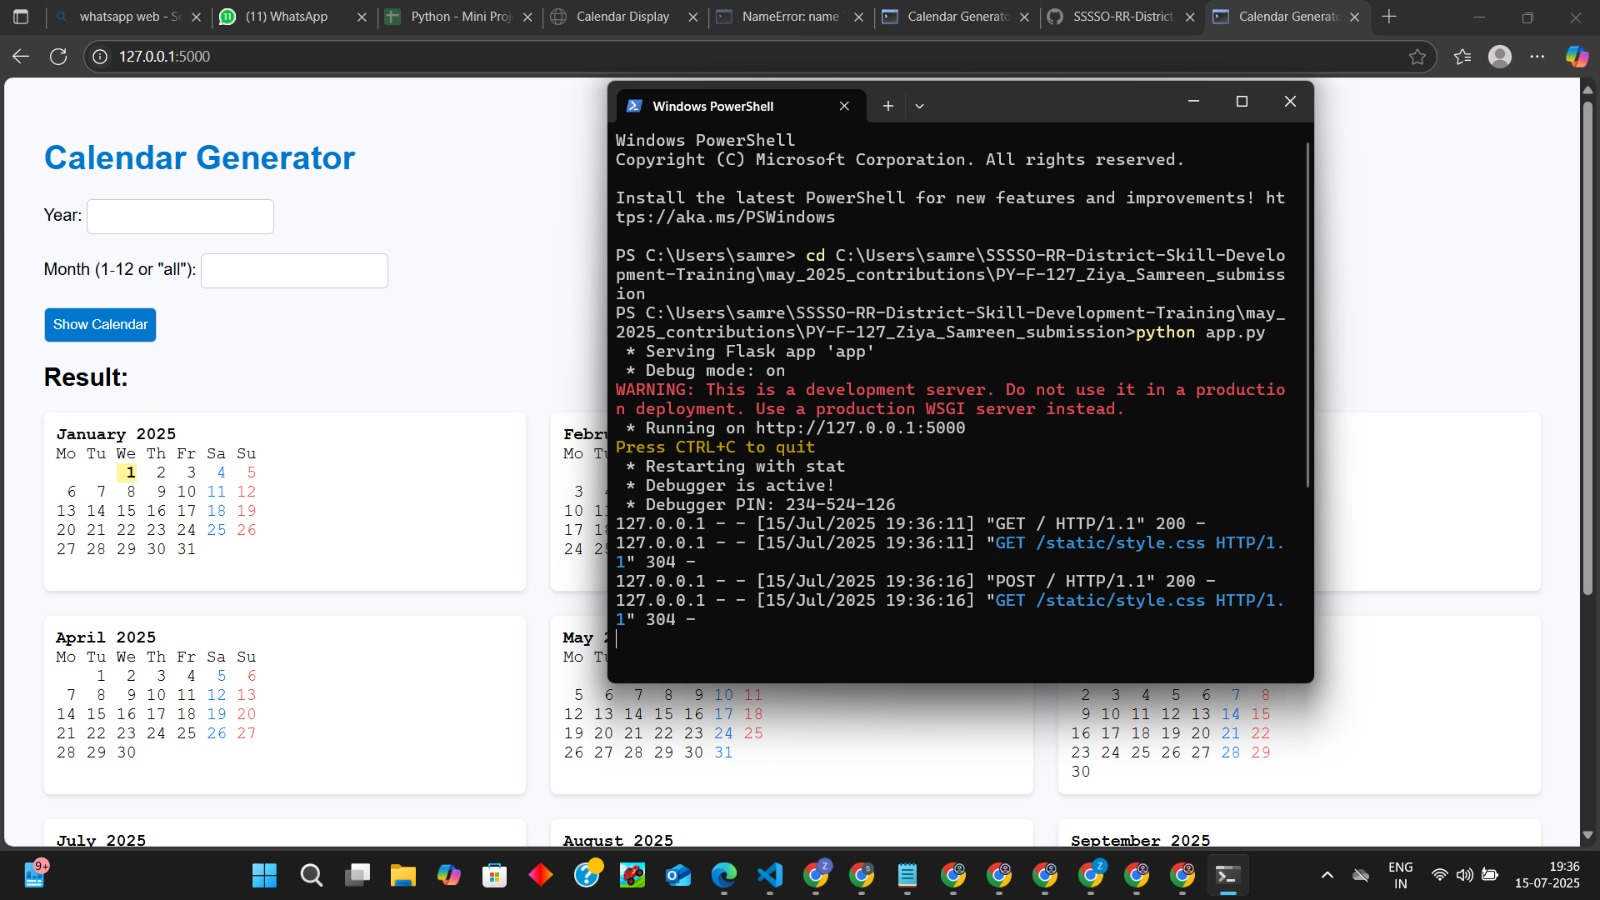 whatsapp web - Se
(11) WhatsApp
Python - Mini Proj
Calendar Display
NameError: name '
Calendar Generato
SSSSO-RR-District
Calendar Generato
127.0.0.1:5000
Calendar Generator
Year:
Month (1-12 or "all"):
Show Calendar
Result:
January 2025
Mo Tu We Th Fr Sa Su
1 2 3 4 5
6 7 8 9 10 11 12
13 14 15 16 17 18 19
20 21 22 23 24 25 26
27 28 29 30 31
Febru
Mo Tu
3
10 11
17 18
24 25
April 2025
Mo Tu We Th Fr Sa Su
1 2 3 4 5 6
7 8 9 10 11 12 13
14 15 16 17 18 19 20
21 22 23 24 25 26 27
28 29 30
May 2
Mo Tu
5 6 7 8 9 10 11
12 13 14 15 16 17 18
19 20 21 22 23 24 25
26 27 28 29 30 31
2 3 4 5 6 7 8
9 10 11 12 13 14 15
16 17 18 19 20 21 22
23 24 25 26 27 28 29
30
July 2025
August 2025
September 2025
Windows PowerShell
Windows PowerShell
Copyright (C) Microsoft Corporation. All rights reserved.
Install the latest PowerShell for new features and improvements! ht
tps://aka.ms/PSWindows
PS C:\Users\samre> cd C:\Users\samre\SSSSO-RR-District-Skill-Develo
pment-Training\may_2025_contributions\PY-F-127_Ziya_Samreen_submiss
ion
PS C:\Users\samre\SSSSO-RR-District-Skill-Development-Training\may_
2025_contributions\PY-F-127_Ziya_Samreen_submission>python app.py
* Serving Flask app 'app'
* Debug mode: on
WARNING: This is a development server. Do not use it in a productio
n deployment. Use a production WSGI server instead.
* Running on http://127.0.0.1:5000
Press CTRL+C to quit
* Restarting with stat
* Debugger is active!
* Debugger PIN: 234-524-126
127.0.0.1 - - [15/Jul/2025 19:36:11] "GET / HTTP/1.1" 200 -
127.0.0.1 - - [15/Jul/2025 19:36:11] "GET /static/style.css HTTP/1.
1" 304 -
127.0.0.1 - - [15/Jul/2025 19:36:16] "POST / HTTP/1.1" 200 -
127.0.0.1 - - [15/Jul/2025 19:36:16] "GET /static/style.css HTTP/1.
1" 304 -
9+
ENG
IN
19:36
15-07-2025